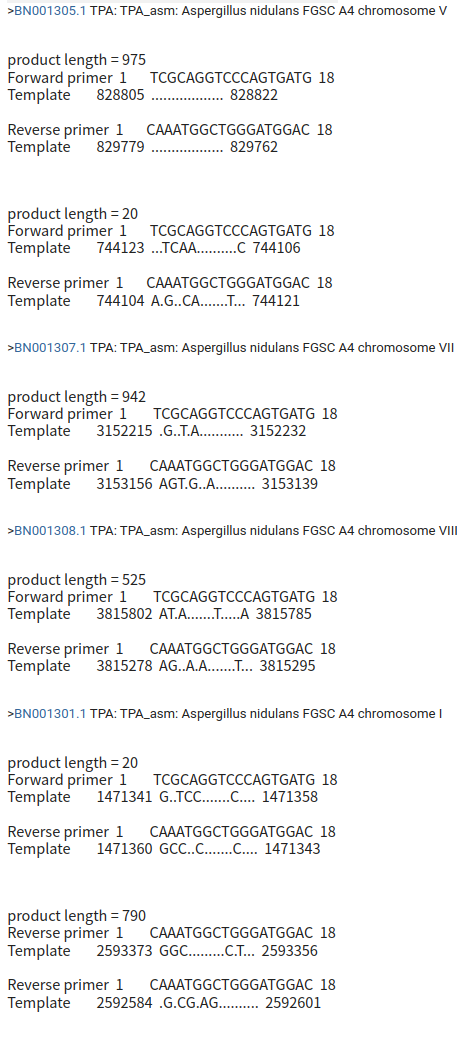 >BN001305.1 TPA: TPA_asm: Aspergillus nidulans FGSC A4 chromosome V
product length = 975
Forward primer 1 TCGCAGGTCCCAGTGATG 18
Template 828805 .................. 828822
Reverse primer 1 CAAATGGCTGGGATGGAC 18
Template 829779 .................. 829762
product length = 20
Forward primer 1 TCGCAGGTCCCAGTGATG 18
Template 744123 ...TCAA..........C 744106
Reverse primer 1 CAAATGGCTGGGATGGAC 18
Template 744104 A.G..CA.......T... 744121
>BN001307.1 TPA: TPA_asm: Aspergillus nidulans FGSC A4 chromosome VII
product length = 942
Forward primer 1 TCGCAGGTCCCAGTGATG 18
Template 3152215 .G..T.A........... 3152232
Reverse primer 1 CAAATGGCTGGGATGGAC 18
Template 3153156 AGT.G..A.......... 3153139
>BN001308.1 TPA: TPA_asm: Aspergillus nidulans FGSC A4 chromosome VIII
product length = 525
Forward primer 1 TCGCAGGTCCCAGTGATG 18
Template 3815802 AT.A.......T.....A 3815785
Reverse primer 1 CAAATGGCTGGGATGGAC 18
Template 3815278 AG..A.A.......T... 3815295
>BN001301.1 TPA: TPA_asm: Aspergillus nidulans FGSC A4 chromosome I
product length = 20
Forward primer 1 TCGCAGGTCCCAGTGATG 18
Template 1471341 G..TCC.......C.... 1471358
Reverse primer 1 CAAATGGCTGGGATGGAC 18
Template 1471360 GCC..C.......C.... 1471343
product length = 790
Reverse primer 1 CAAATGGCTGGGATGGAC 18
Template 2593373 GGC.........C.T... 2593356
Reverse primer 1 CAAATGGCTGGGATGGAC 18
Template 2592584 .G.CG.AG.......... 2592601